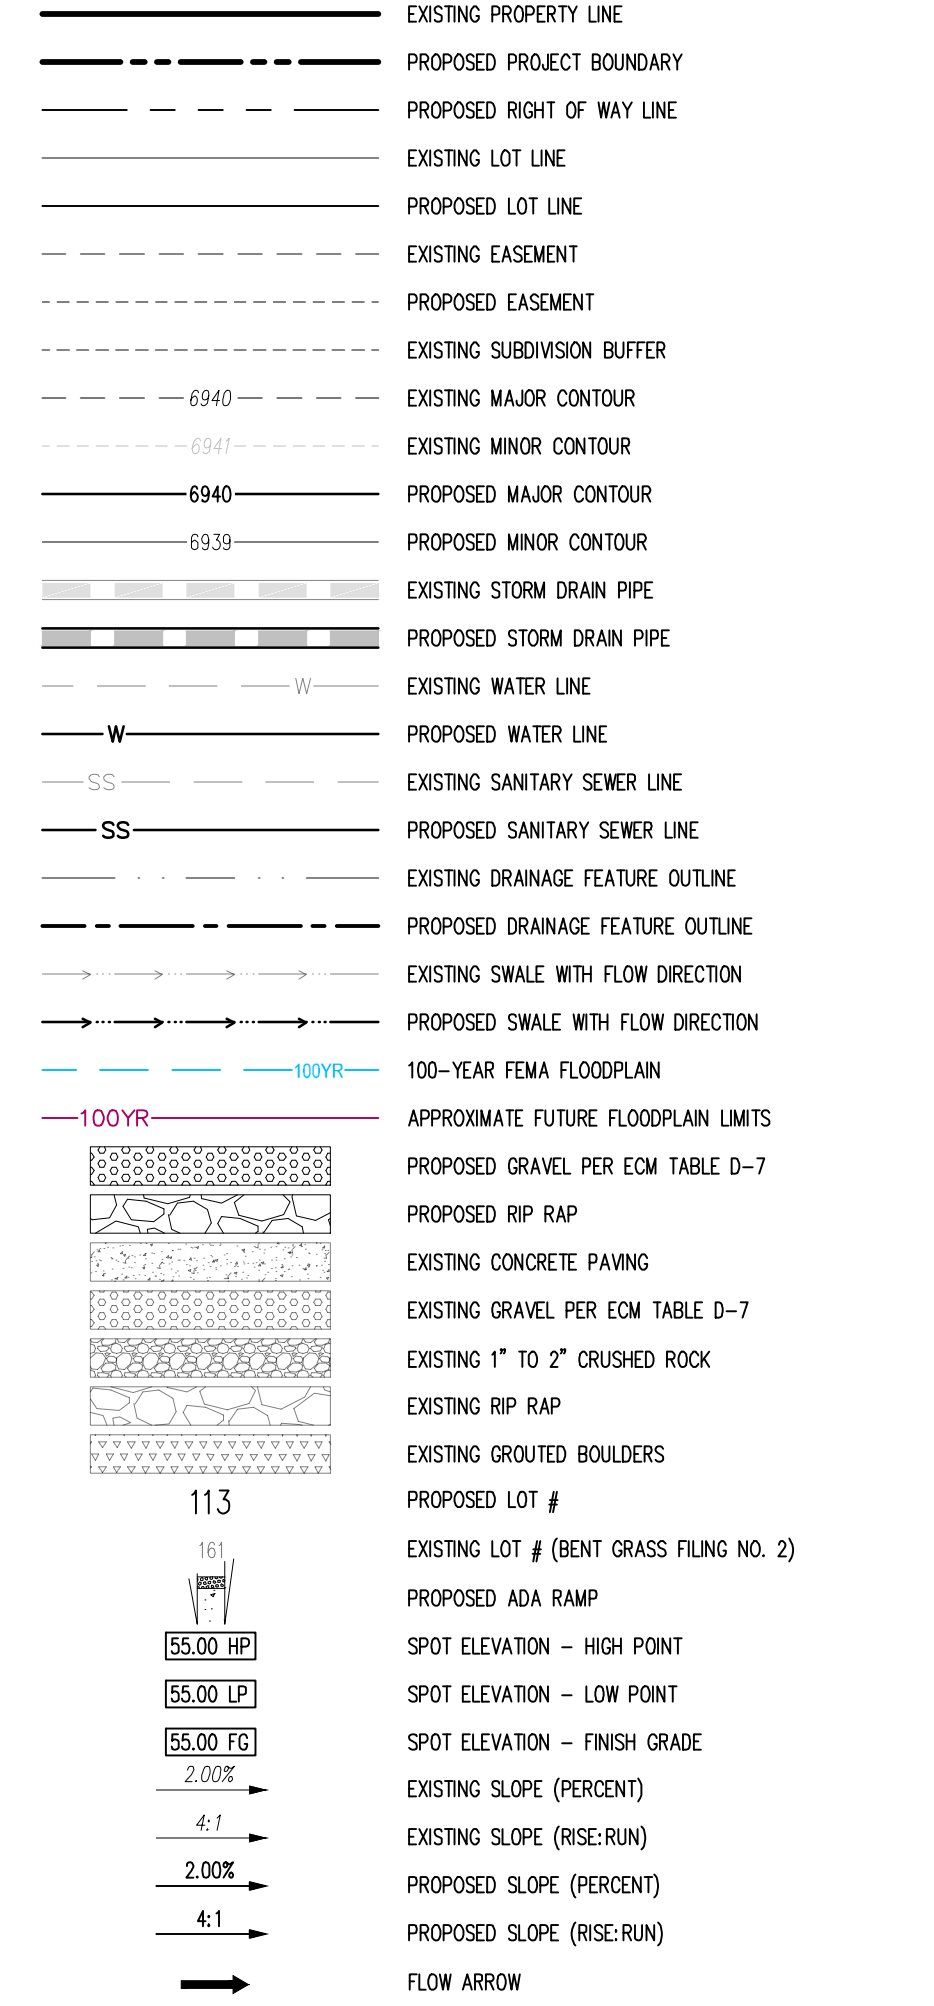 EXISTING PROPERTY LINE
PROPOSED PROJECT BOUNDARY
PROPOSED RIGHT OF WAY LINE
EXISTING LOT LINE
PROPOSED LOT LINE
EXISTING EASEMENT
PROPOSED EASEMENT
EXISTING SUBDIVISION BUFFER
6940 EXISTING MAJOR CONTOUR
6941 EXISTING MINOR CONTOUR
6940 PROPOSED MAJOR CONTOUR
6939 PROPOSED MINOR CONTOUR
EXISTING STORM DRAIN PIPE
PROPOSED STORM DRAIN PIPE
W EXISTING WATER LINE
W PROPOSED WATER LINE
SS EXISTING SANITARY SEWER LINE
SS PROPOSED SANITARY SEWER LINE
EXISTING DRAINAGE FEATURE OUTLINE
PROPOSED DRAINAGE FEATURE OUTLINE
EXISTING SWALE WITH FLOW DIRECTION
PROPOSED SWALE WITH FLOW DIRECTION
100YR 100-YEAR FEMA FLOODPLAIN
100YR APPROXIMATE FUTURE FLOODPLAIN LIMITS
PROPOSED GRAVEL PER ECM TABLE D-7
PROPOSED RIP RAP
EXISTING CONCRETE PAVING
EXISTING GRAVEL PER ECM TABLE D-7
EXISTING 1" TO 2" CRUSHED ROCK
EXISTING RIP RAP
EXISTING GROUTED BOULDERS
113 PROPOSED LOT #
161 EXISTING LOT # (BENT GRASS FILING NO. 2)
PROPOSED ADA RAMP
55.00 HP SPOT ELEVATION - HIGH POINT
55.00 LP SPOT ELEVATION - LOW POINT
55.00 FG SPOT ELEVATION - FINISH GRADE
2.00% EXISTING SLOPE (PERCENT)
4:1 EXISTING SLOPE (RISE:RUN)
2.00% PROPOSED SLOPE (PERCENT)
4:1 PROPOSED SLOPE (RISE:RUN)
FLOW ARROW